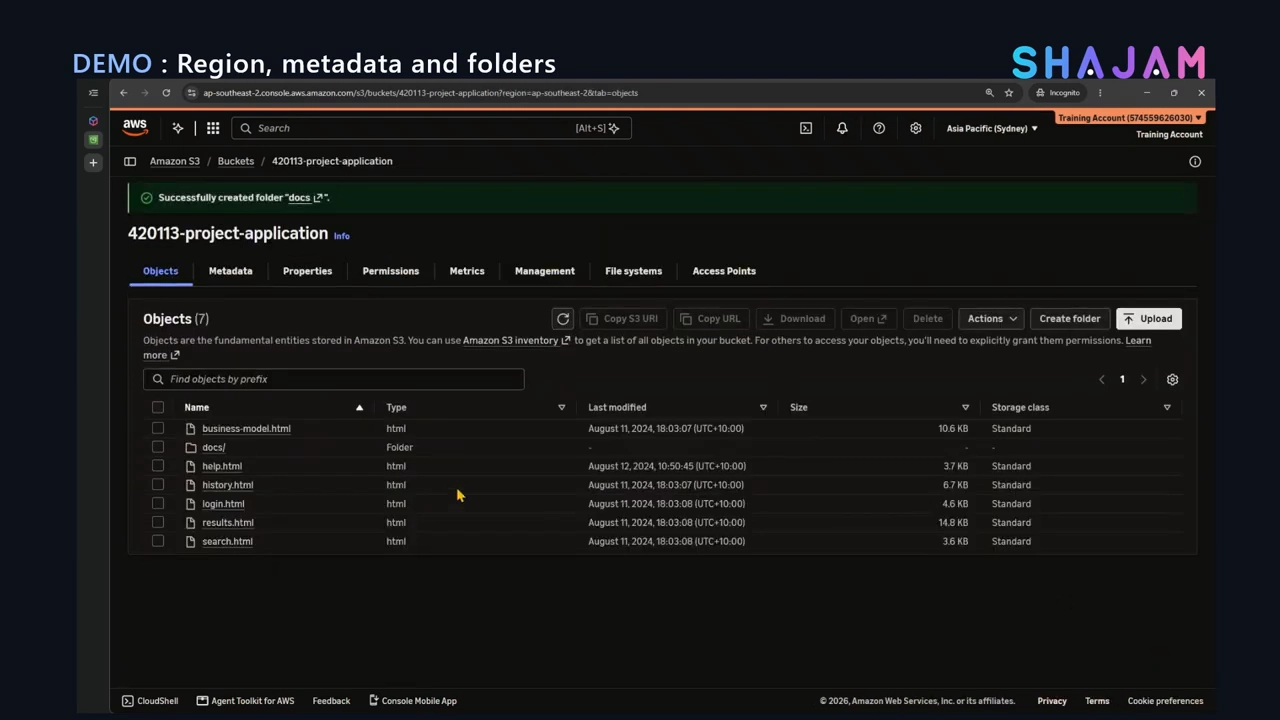 DEMO : Region, metadata and folders
SHAJAM
ap-southeast-2.console.aws.amazon.com/s3/buckets/420113-project-application?region=ap-southeast-2&tab=objects
Incognito
aws
Search
[Alt+S]
Asia Pacific (Sydney)
Training Account (574559626030)
Training Account
Amazon S3 / Buckets / 420113-project-application
Successfully created folder "docs".
420113-project-application Info
Objects Metadata Properties Permissions Metrics Management File systems Access Points
Objects (7)
Copy S3 URI Copy URL Download Open Delete Actions Create folder Upload
Objects are the fundamental entities stored in Amazon S3. You can use Amazon S3 inventory to get a list of all objects in your bucket. For others to access your objects, you'll need to explicitly grant them permissions. Learn
more
Find objects by prefix
1
Name Type Last modified Size Storage class
business-model.html html August 11, 2024, 18:03:07 (UTC+10:00) 10.6 KB Standard
docs/ Folder - - -
help.html html August 12, 2024, 10:50:45 (UTC+10:00) 3.7 KB Standard
history.html html August 11, 2024, 18:03:07 (UTC+10:00) 6.7 KB Standard
login.html html August 11, 2024, 18:03:08 (UTC+10:00) 4.6 KB Standard
results.html html August 11, 2024, 18:03:08 (UTC+10:00) 14.8 KB Standard
search.html html August 11, 2024, 18:03:08 (UTC+10:00) 3.6 KB Standard
CloudShell Agent Toolkit for AWS Feedback Console Mobile App © 2026, Amazon Web Services, Inc. or its affiliates. Privacy Terms Cookie preferences